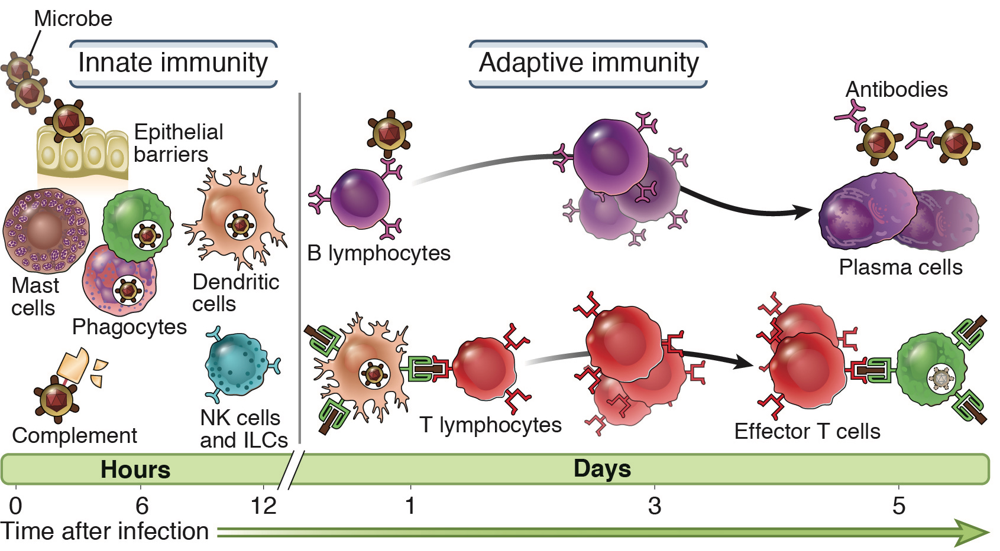 Microbe
Innate immunity
Adaptive immunity
Epithelial
barriers
Antibodies
Mast
cells
Phagocytes
Dendritic
cells
Complement
NK cells
and ILCs
B lymphocytes
Plasma cells
T lymphocytes
Effector T cells
Hours
Days
0 6 12 1 3 5
Time after infection